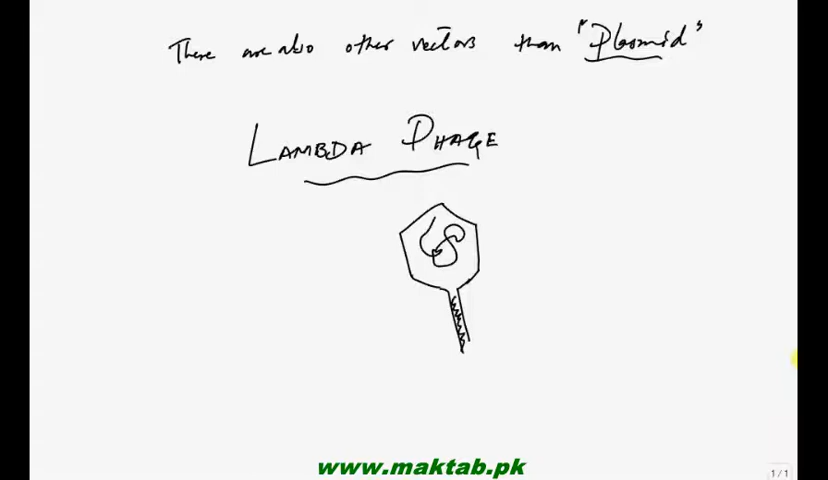 There are also other vectors than "Plasmid"
LAMBDA PHAGE
www.maktab.pk
1/1